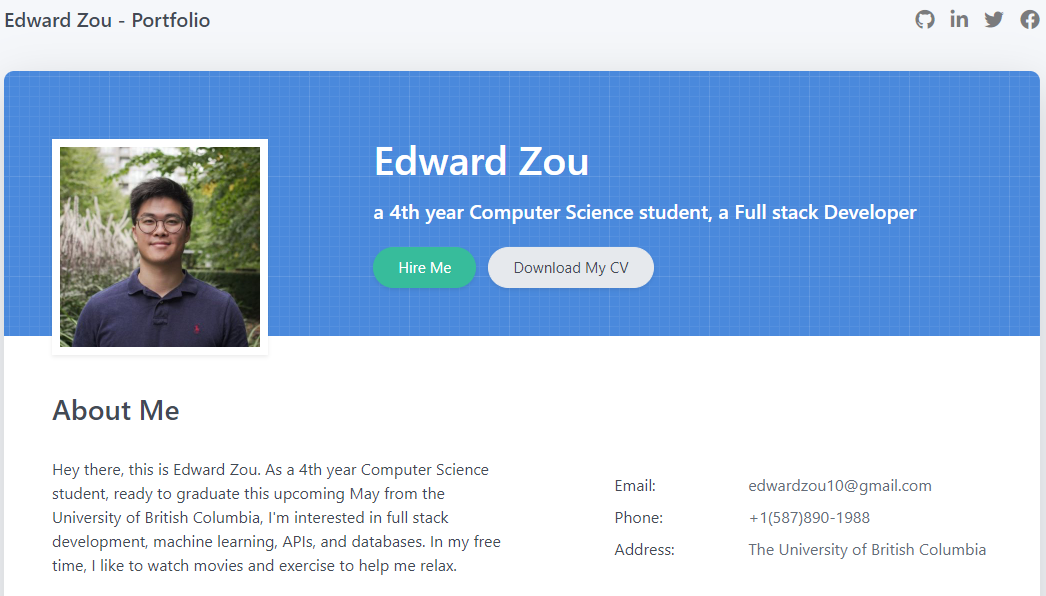 Edward Zou - Portfolio
Edward Zou
a 4th year Computer Science student, a Full stack Developer
Hire Me
Download My CV
About Me
Hey there, this is Edward Zou. As a 4th year Computer Science
student, ready to graduate this upcoming May from the
University of British Columbia, I'm interested in full stack
development, machine learning, APIs, and databases. In my free
time, I like to watch movies and exercise to help me relax.
Email: edwardzou10@gmail.com
Phone: +1(587)890-1988
Address: The University of British Columbia